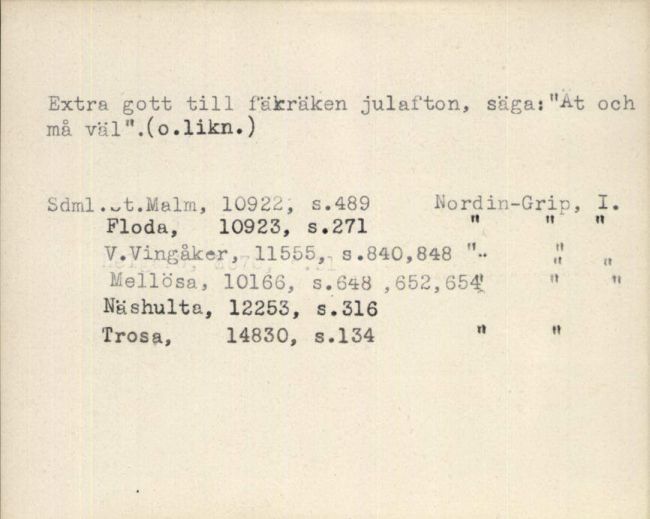 Extra gott till fäkräken julafton, säga:"Ät och
må väl".(o.likn.)
Sdml.St.Malm, 10922, s.489 Nordin-Grip, I.
Floda, 10923, s.271 " " "
V.Vingåker, 11555, s.840,848 " " "
Mellösa, 10166, s.648 ,652,654 " " "
Näshulta, 12253, s.316
Trosa, 14830, s.134 " "